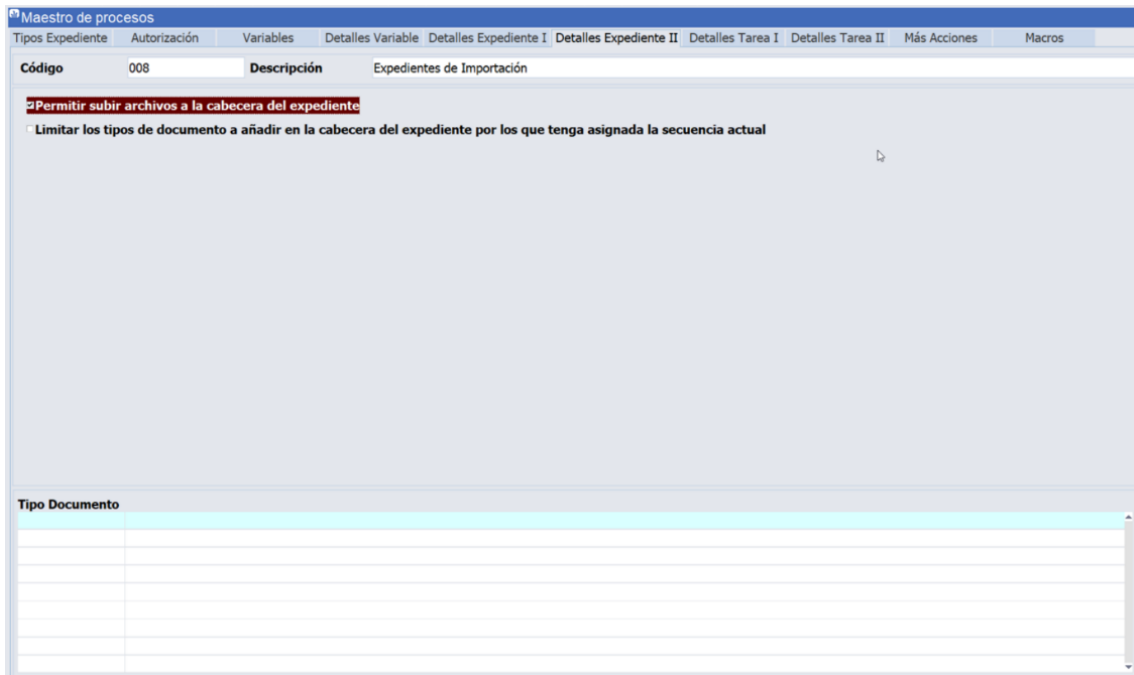 Maestro de procesos
Tipos Expediente Autorización Variables Detalles Variable Detalles Expediente I Detalles Expediente II Detalles Tarea I Detalles Tarea II Más Acciones Macros
Código 008 Descripción Expedientes de Importación
Permitir subir archivos a la cabecera del expediente
Limitar los tipos de documento a añadir en la cabecera del expediente por los que tenga asignada la secuencia actual
Tipo Documento